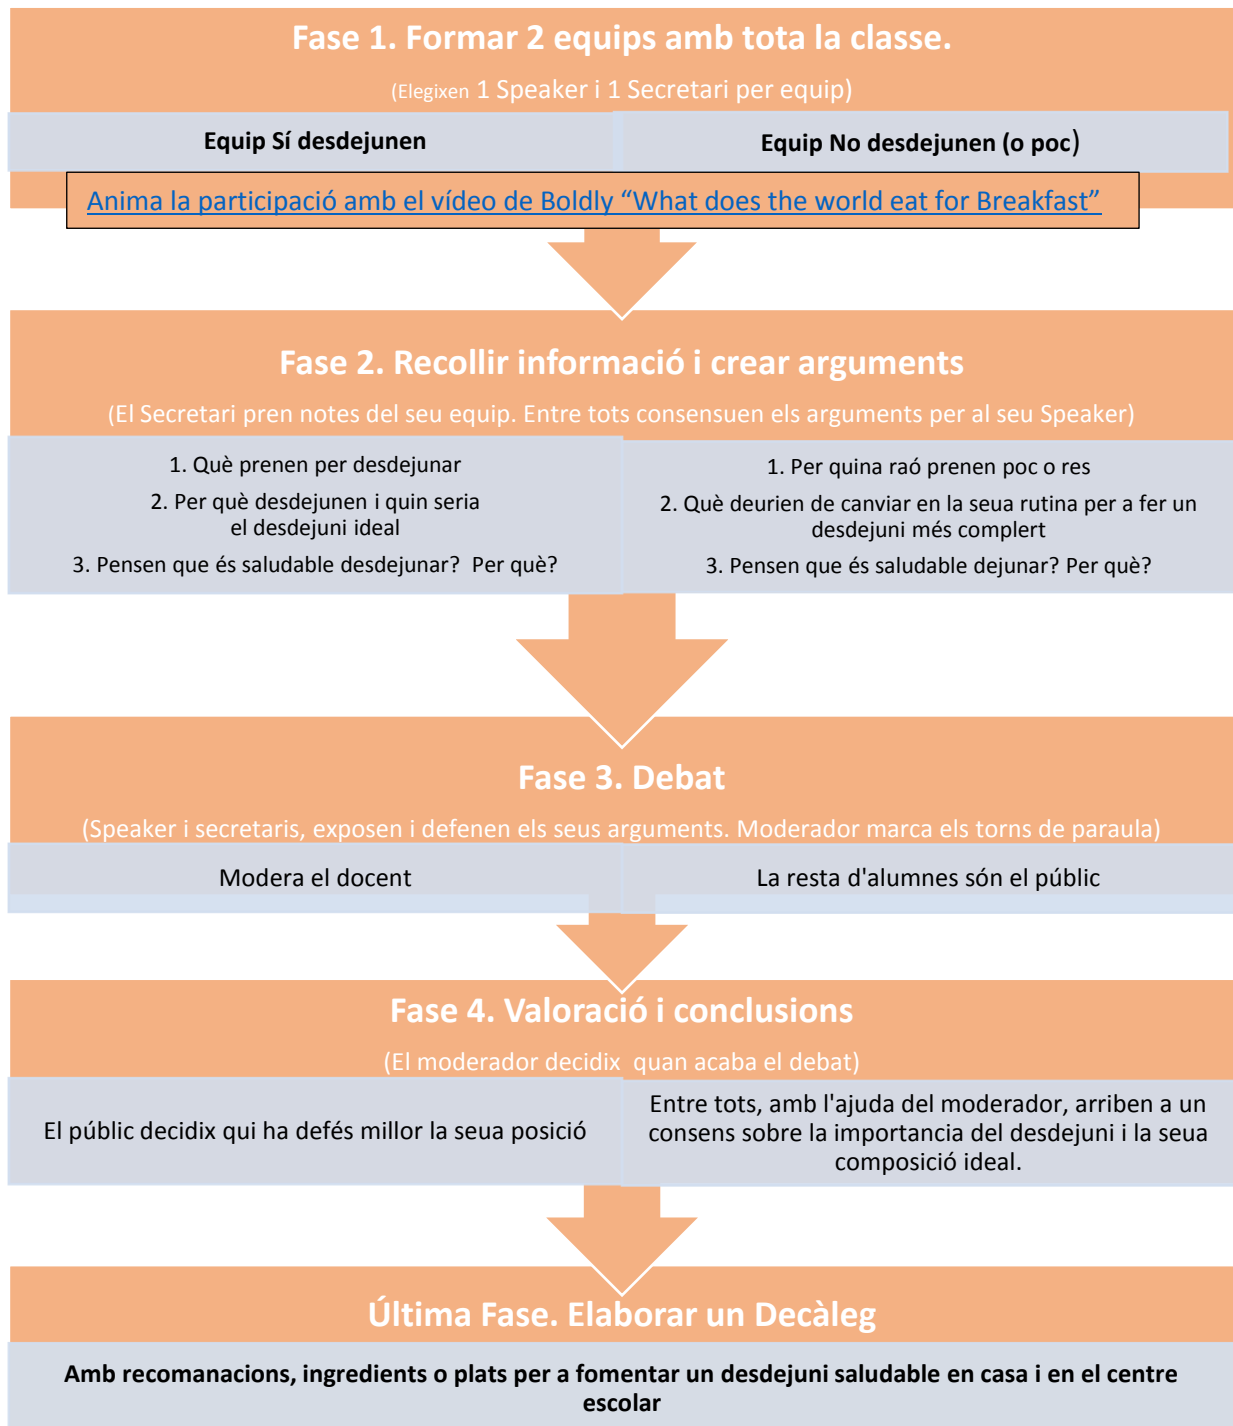 Fase 1. Formar 2 equips amb tota la classe.
(Elegixen 1 Speaker i 1 Secretari per equip)
Equip Sí desdejunen
Equip No desdejunen (o poc)
Anima la participació amb el vídeo de Boldly “What does the world eat for Breakfast”
Fase 2. Recollir informació i crear arguments
(El Secretari pren notes del seu equip. Entre tots consensuen els arguments per al seu Speaker)
1. Què prenen per desdejunar
2. Per què desdejunen i quin seria
el desdejuni ideal
3. Pensen que és saludable desdejunar?  Per què?
1. Per quina raó prenen poc o res
2. Què deurien de canviar en la seua rutina per a fer un
desdejuni més complert
3. Pensen que és saludable dejunar? Per què?
Fase 3. Debat
(Speaker i secretaris, exposen i defenen els seus arguments. Moderador marca els torns de paraula)
Modera el docent
La resta d'alumnes són el públic
Fase 4. Valoració i conclusions
(El moderador decidix  quan acaba el debat)
El públic decidix qui ha defés millor la seua posició
Entre tots, amb l'ajuda del moderador, arriben a un
consens sobre la importancia del desdejuni i la seua
composició ideal.
Última Fase. Elaborar un Decàleg
Amb recomanacions, ingredients o plats per a fomentar un desdejuni saludable en casa i en el centre
escolar